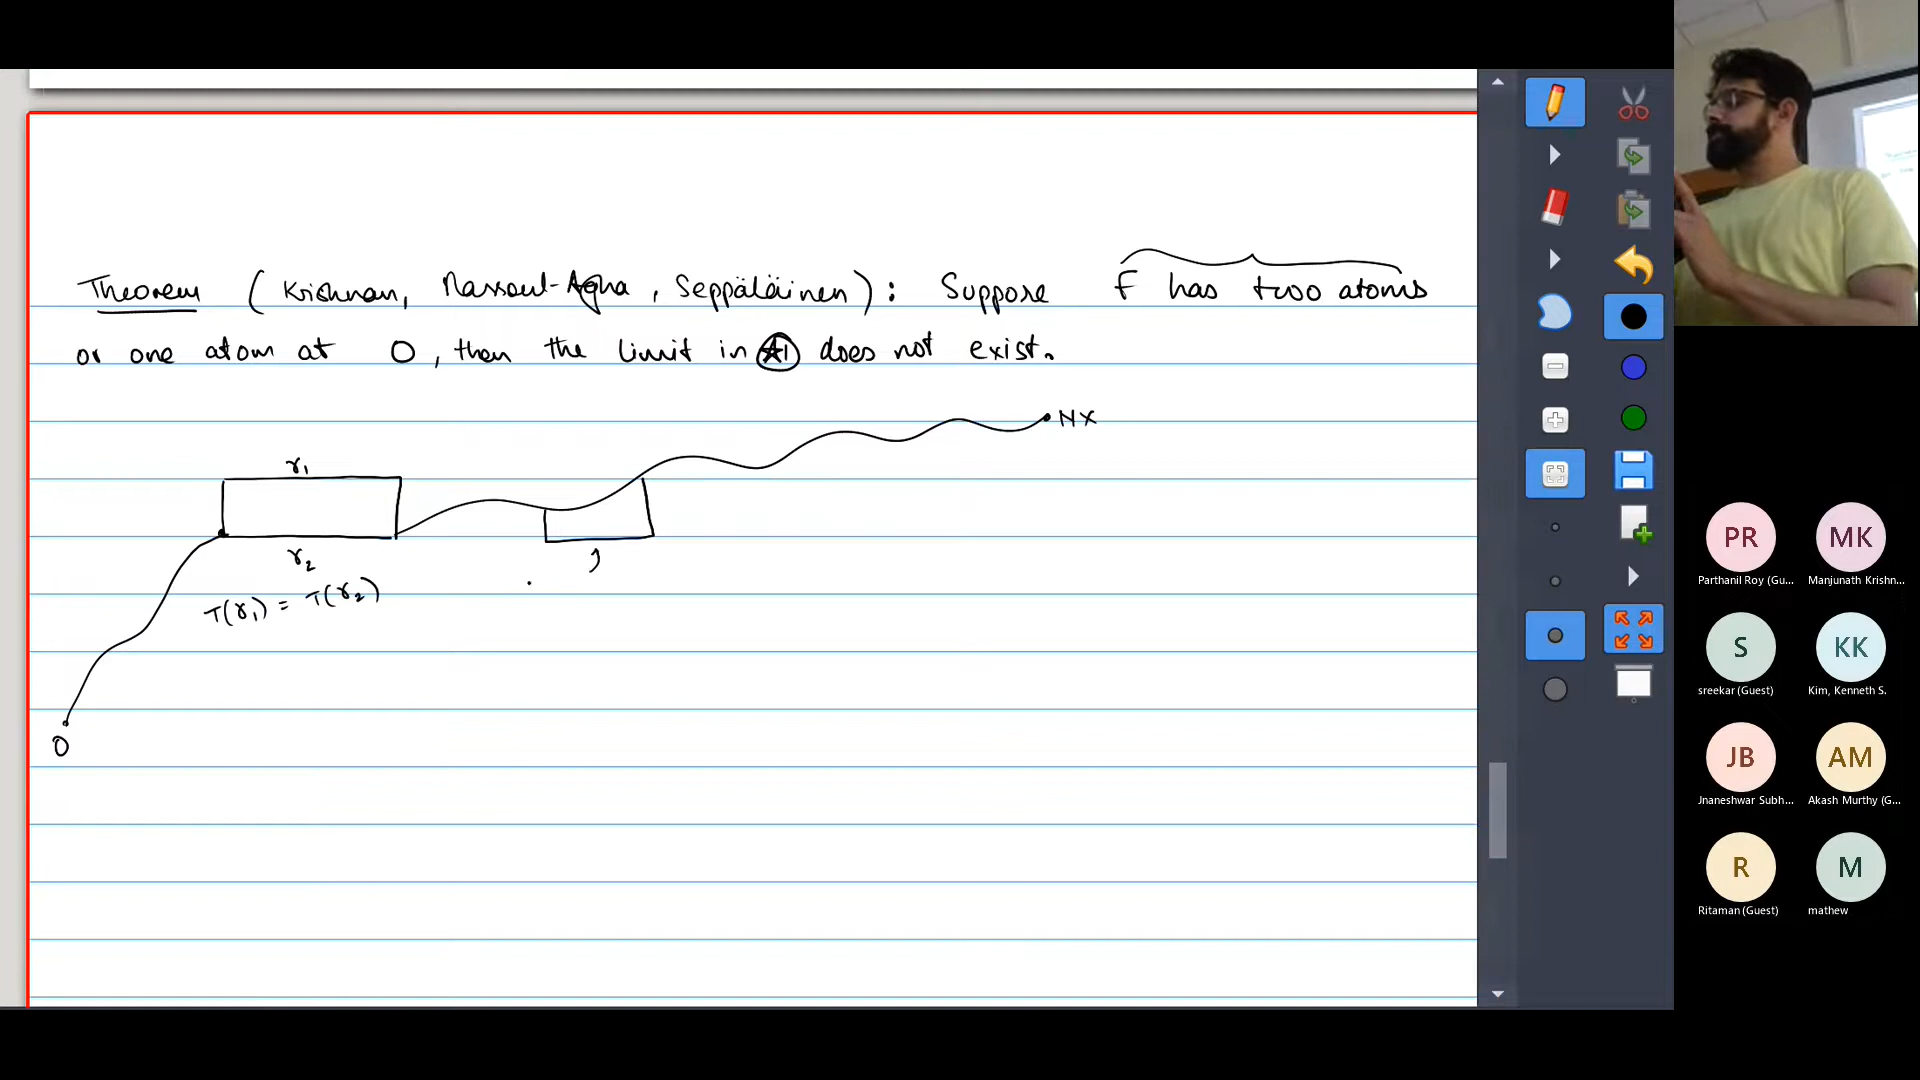 Theorem (Krishnan, Rassoul-Agha, Seppäläinen): Suppose F has two atoms
or one atom at 0, then the limit in ★1 does not exist.
NX
γ₁
γ₂
T(γ₁) = T(γ₂)
0
PR
MK
Parthanil Roy (Gu...
Manjunath Krishn...
S
KK
sreekar (Guest)
Kim, Kenneth S.
JB
AM
Jnaneshwar Subh...
Akash Murthy (G...
R
M
Ritaman (Guest)
mathew